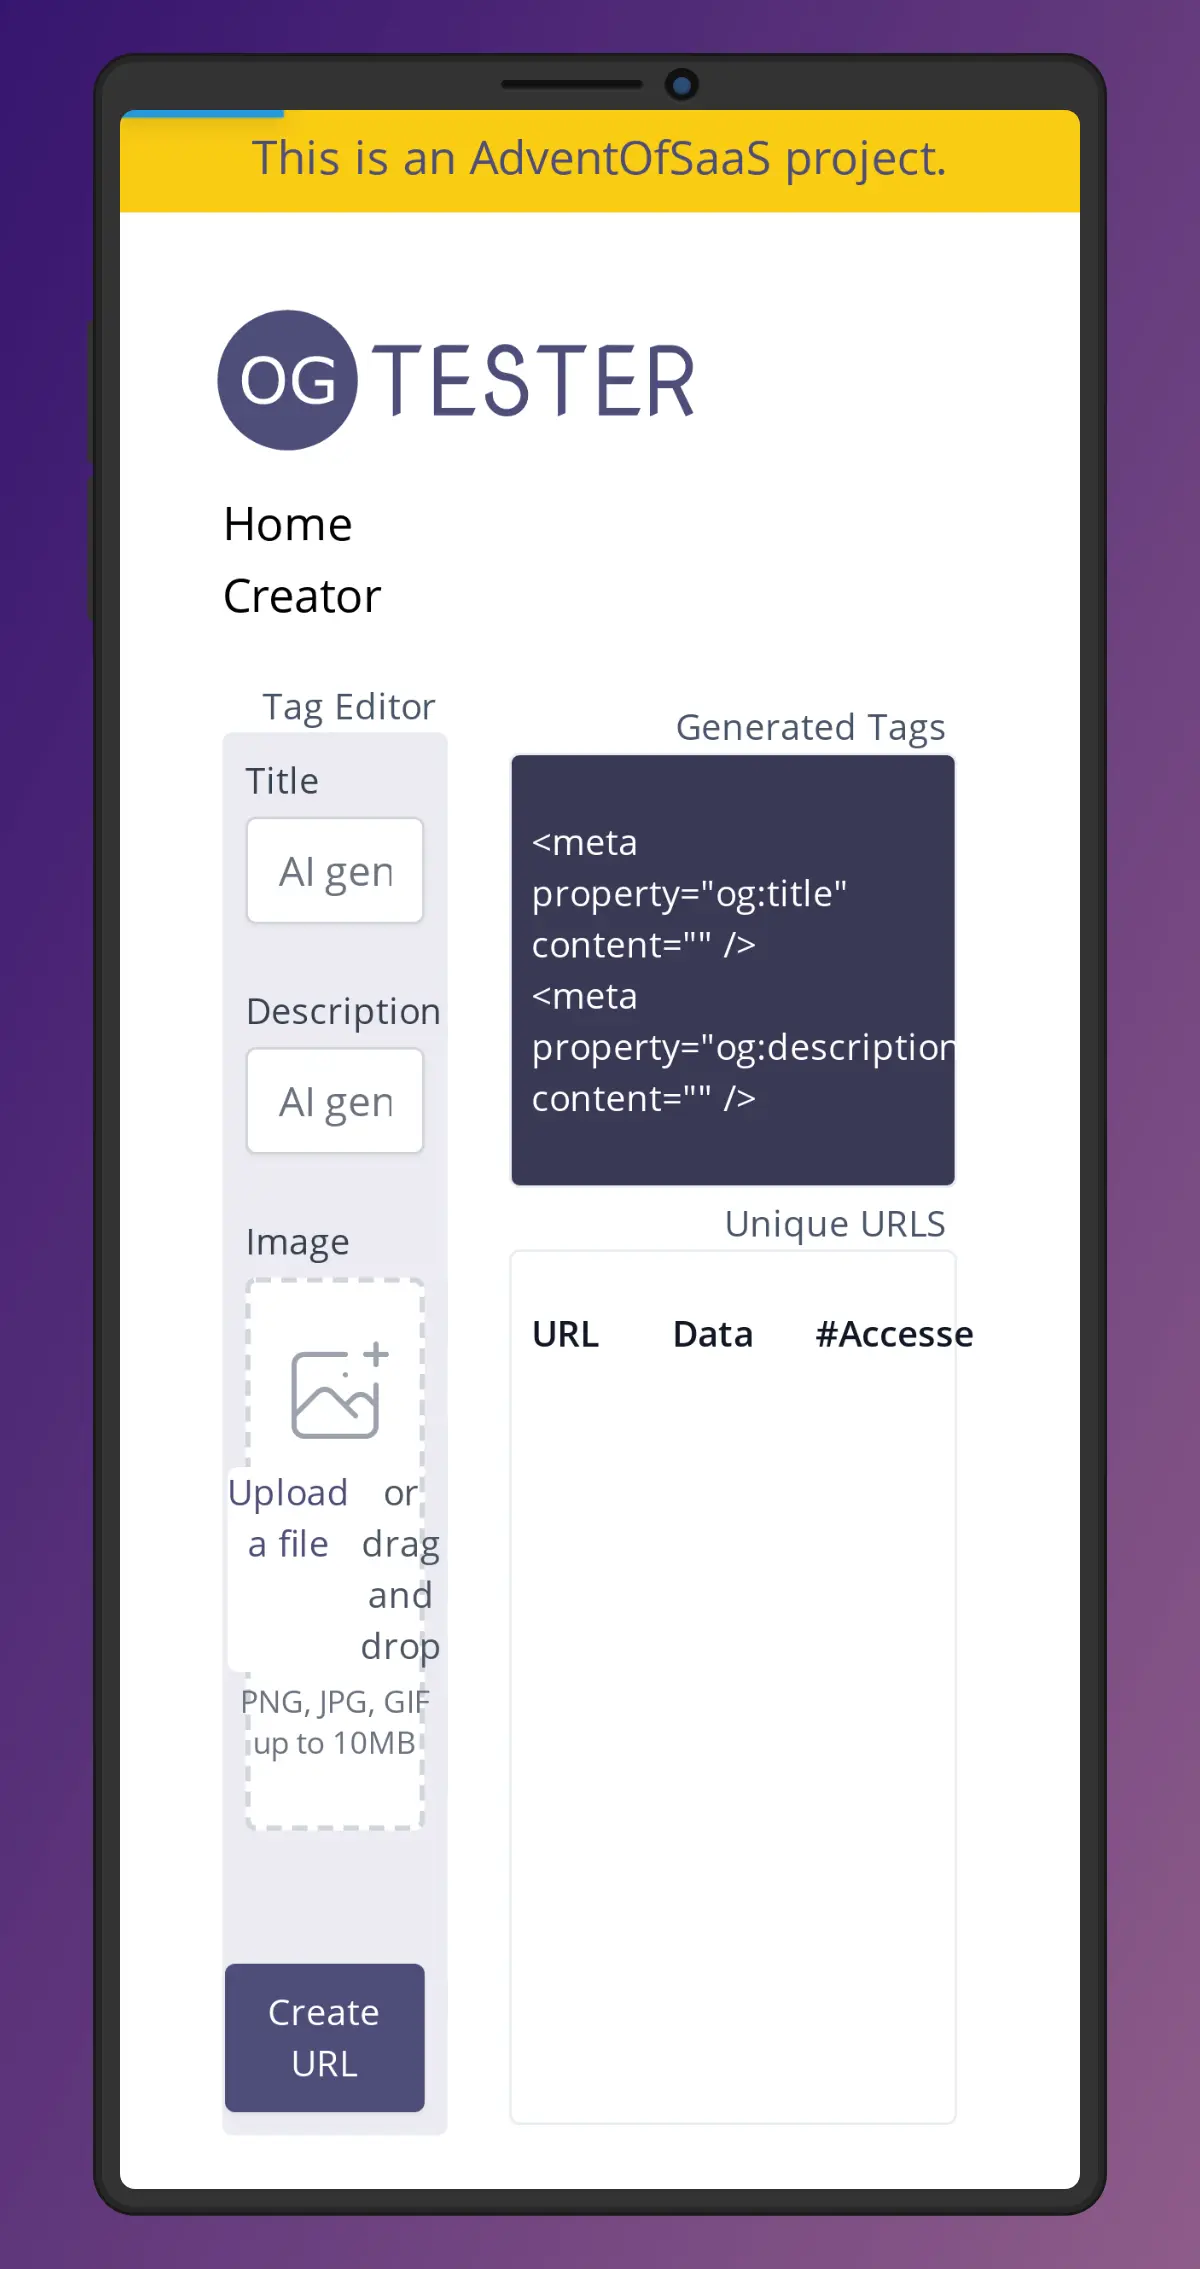 This is an AdventOfSaaS project.
OG TESTER
Home
Creator
Tag Editor
Title
AI gen
Description
AI gen
Image
Upload
a file
or
drag
and
drop
PNG, JPG, GIF
up to 10MB
Create
URL
Generated Tags
<meta
property="og:title"
content="" />
<meta
property="og:description
content="" />
Unique URLS
URL Data #Accesse